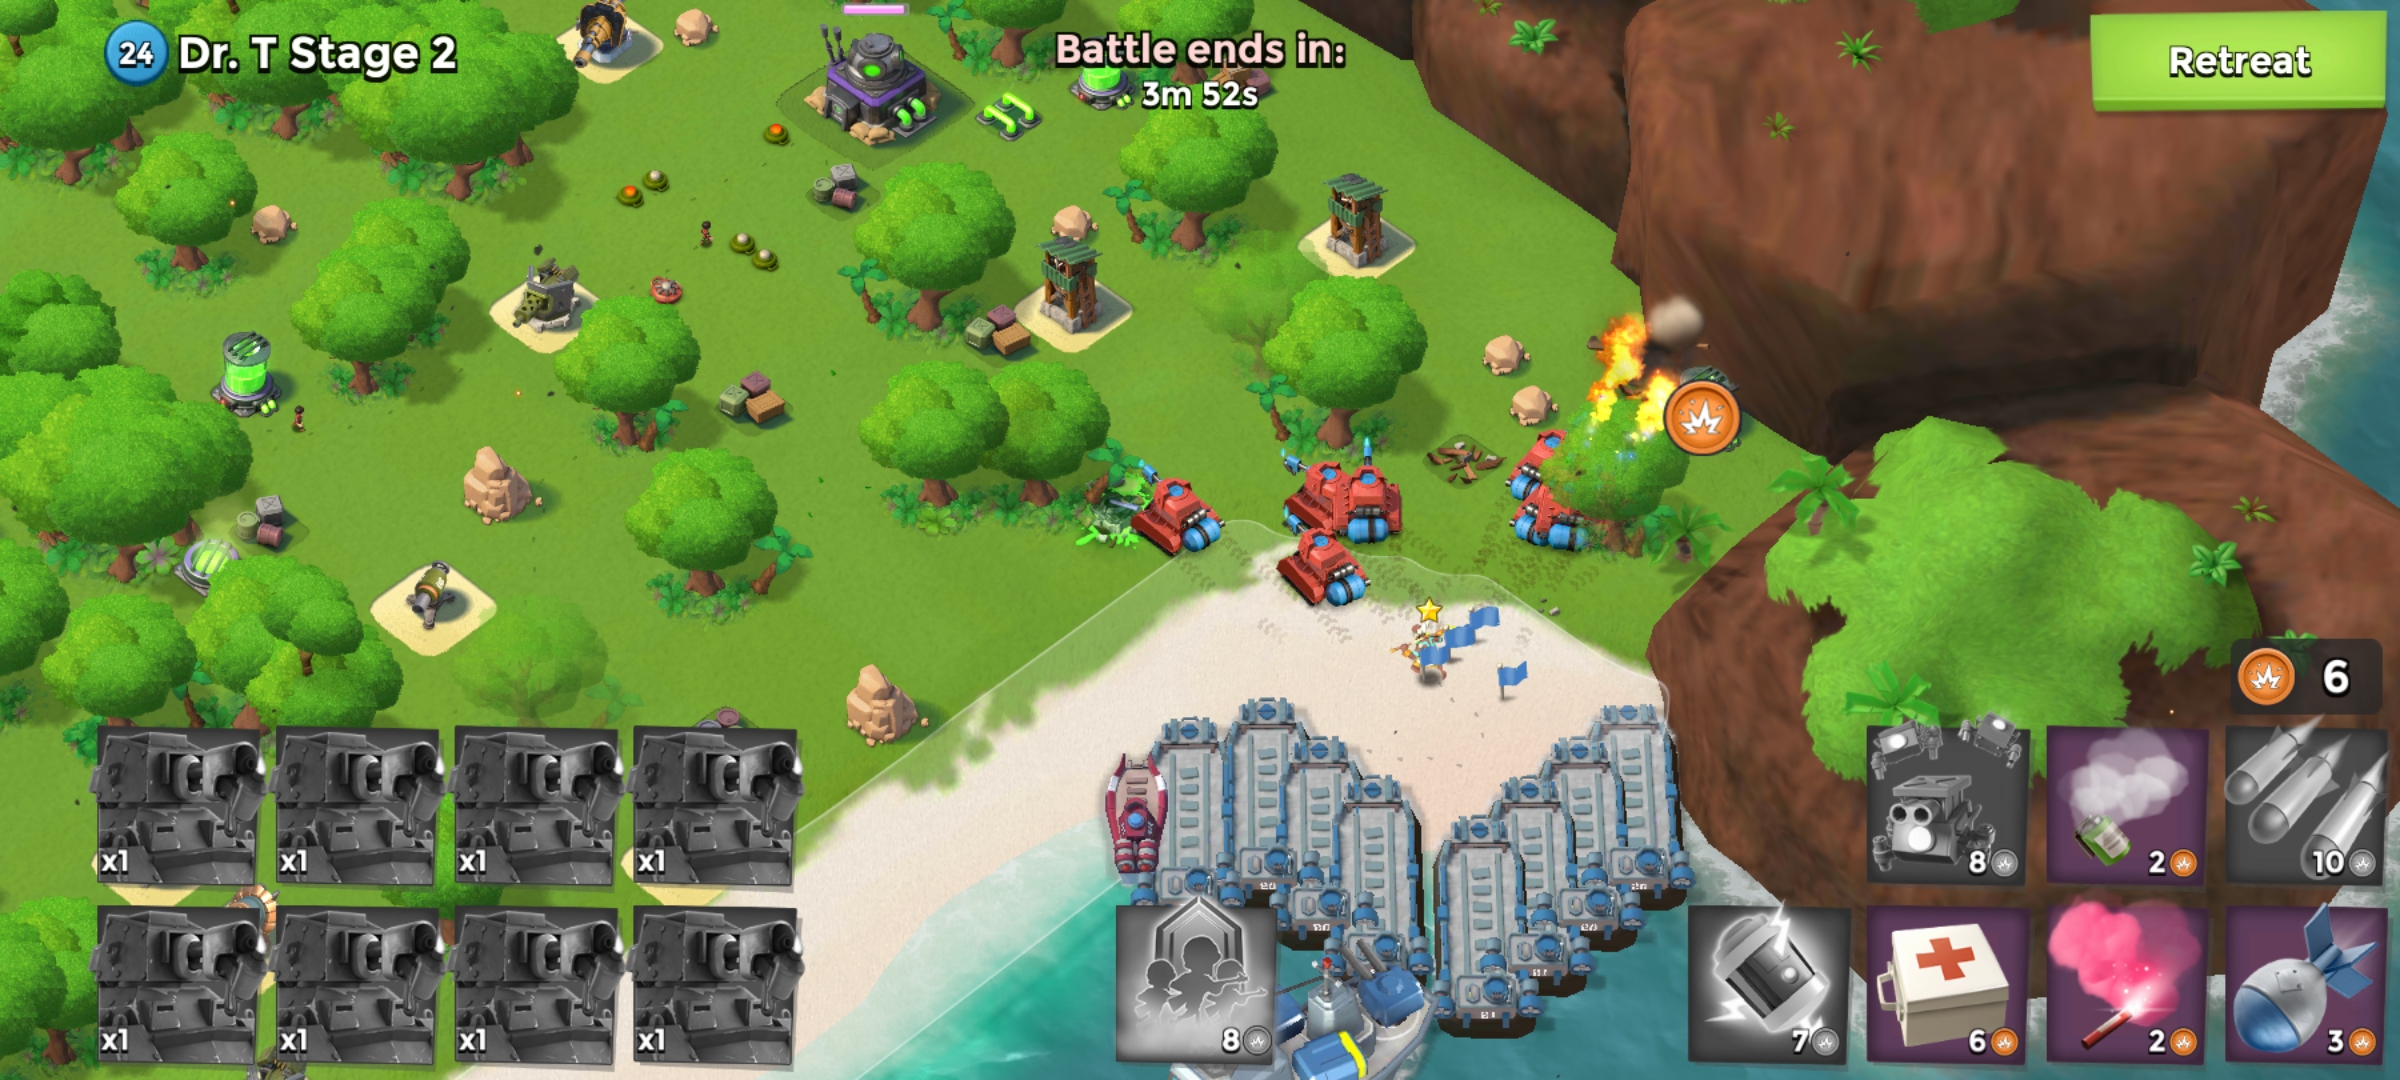 24 Dr. T Stage 2
Battle ends in:
3m 52s
Retreat
6
x1 x1 x1 x1
8 2 10
x1 x1 x1 x1
8 7 6 2 3